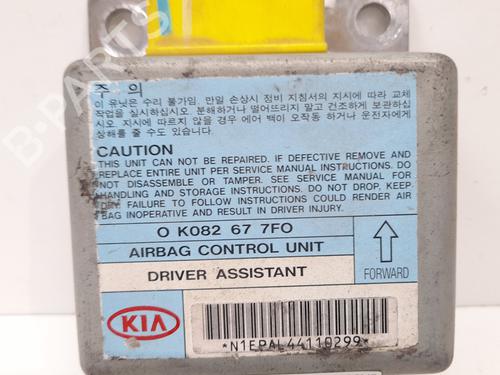 주 의
이 유닛은 수리 불가임. 만일 손상시 정비 지침서의 지시에 따라 교체
작업을 실시하십시오. 분해하거나 떨어뜨리지 말고 건조하게 보관하십
시오. 지시에 따르지 않을 경우 에어 백이 오작동 하거나 운전자에게
상해를 줄 수도 있습니다.
CAUTION
THIS UNIT CAN NOT BE REPAIRED. IF DEFECTIVE REMOVE AND
REPLACE ENTIRE UNIT PER SERVICE MANUAL INSTRUCTIONS. DO
NOT DISASSEMBLE OR TAMPER. SEE SERVICE MANUAL FOR
HANDLING AND STORAGE INSTRUCTIONS. DO NOT DROP, KEEP
DRY. FAILURE TO FOLLOW INSTRUCTIONS COULD RENDER AIR
BAG INOPERATIVE AND RESULT IN DRIVER INJURY.
O K082 67 7FO
AIRBAG CONTROL UNIT
DRIVER ASSISTANT
FORWARD
KIA
*N1EPAL44110299*